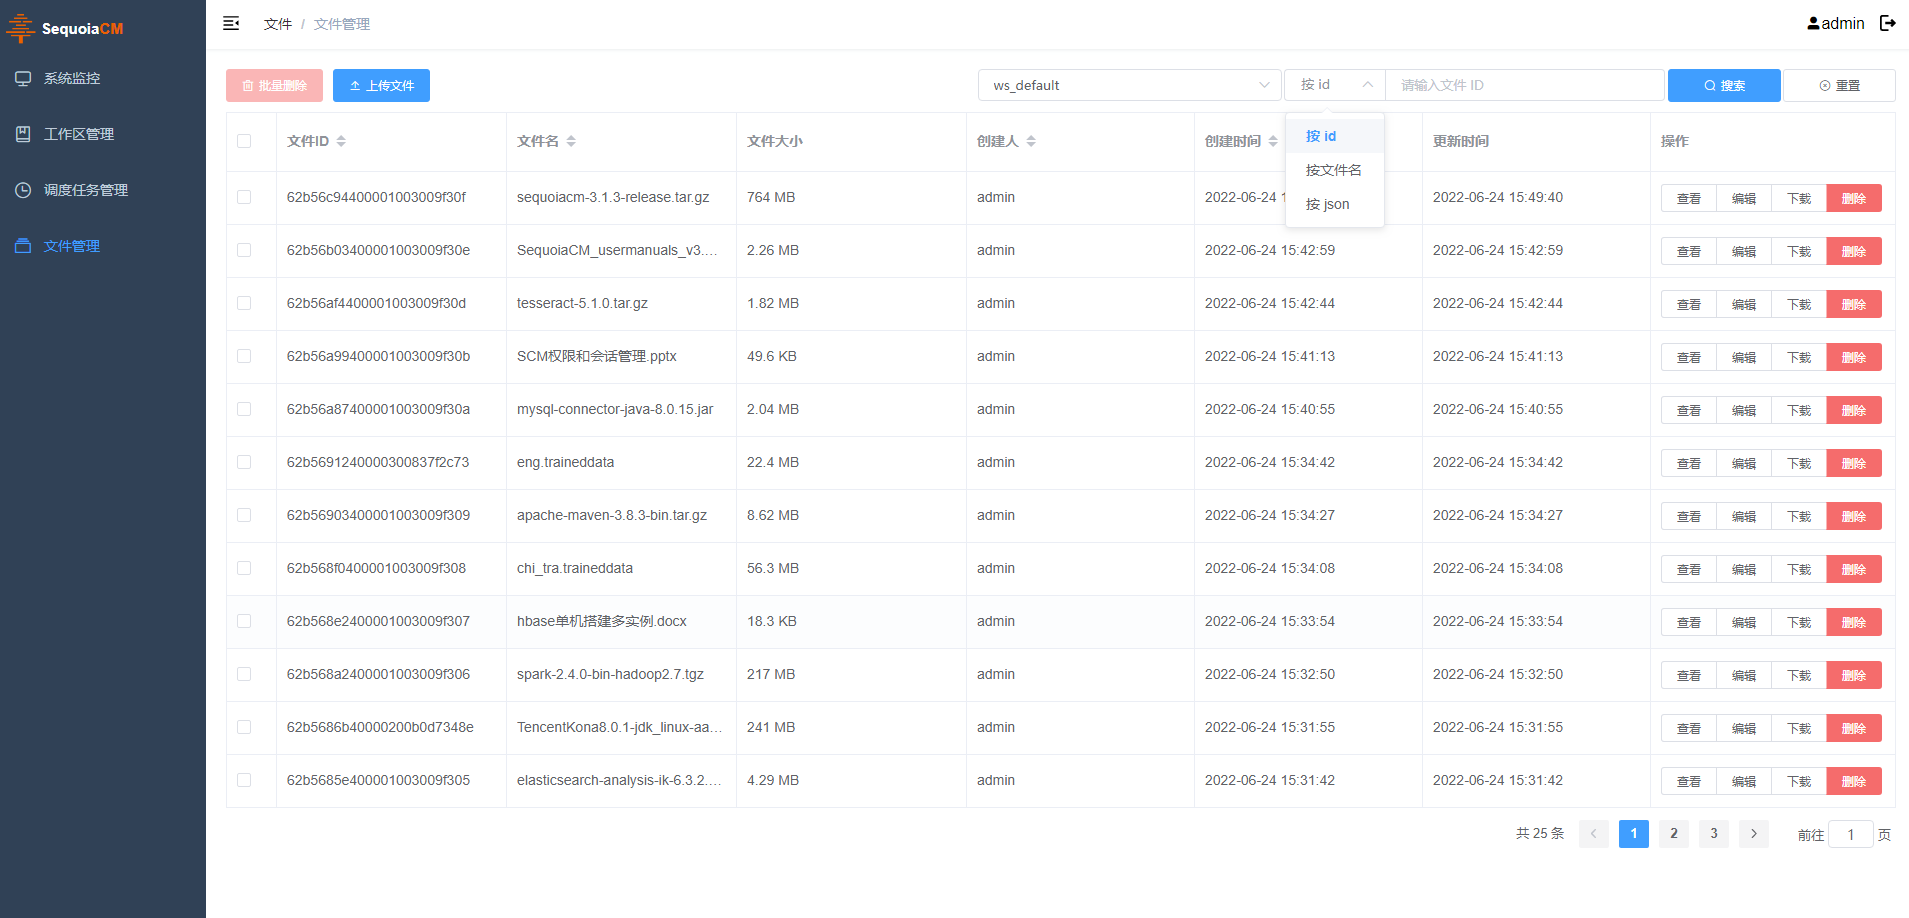 SequoiaCM
系统监控
工作区管理
调度任务管理
文件管理
文件 / 文件管理
admin
批量删除 上传文件 ws_default 按 id 请输入文件 ID 搜索 重置
按 id
按文件名
按 json
文件ID 文件名 文件大小 创建人 创建时间 更新时间 操作
62b56c94400001003009f30f sequoiacm-3.1.3-release.tar.gz 764 MB admin 2022-06-24 1 2022-06-24 15:49:40 查看 编辑 下载 删除
62b56b03400001003009f30e SequoiaCM_usermanuals_v3.... 2.26 MB admin 2022-06-24 15:42:59 2022-06-24 15:42:59 查看 编辑 下载 删除
62b56af4400001003009f30d tesseract-5.1.0.tar.gz 1.82 MB admin 2022-06-24 15:42:44 2022-06-24 15:42:44 查看 编辑 下载 删除
62b56a99400001003009f30b SCM权限和会话管理.pptx 49.6 KB admin 2022-06-24 15:41:13 2022-06-24 15:41:13 查看 编辑 下载 删除
62b56a87400001003009f30a mysql-connector-java-8.0.15.jar 2.04 MB admin 2022-06-24 15:40:55 2022-06-24 15:40:55 查看 编辑 下载 删除
62b5691240000300837f2c73 eng.traineddata 22.4 MB admin 2022-06-24 15:34:42 2022-06-24 15:34:42 查看 编辑 下载 删除
62b56903400001003009f309 apache-maven-3.8.3-bin.tar.gz 8.62 MB admin 2022-06-24 15:34:27 2022-06-24 15:34:27 查看 编辑 下载 删除
62b568f0400001003009f308 chi_tra.traineddata 56.3 MB admin 2022-06-24 15:34:08 2022-06-24 15:34:08 查看 编辑 下载 删除
62b568e2400001003009f307 hbase单机搭建多实例.docx 18.3 KB admin 2022-06-24 15:33:54 2022-06-24 15:33:54 查看 编辑 下载 删除
62b568a2400001003009f306 spark-2.4.0-bin-hadoop2.7.tgz 217 MB admin 2022-06-24 15:32:50 2022-06-24 15:32:50 查看 编辑 下载 删除
62b5686b40000200b0d7348e TencentKona8.0.1-jdk_linux-aa... 241 MB admin 2022-06-24 15:31:55 2022-06-24 15:31:55 查看 编辑 下载 删除
62b5685e400001003009f305 elasticsearch-analysis-ik-6.3.2.... 4.29 MB admin 2022-06-24 15:31:42 2022-06-24 15:31:42 查看 编辑 下载 删除
共 25 条 1 2 3 前往 1 页